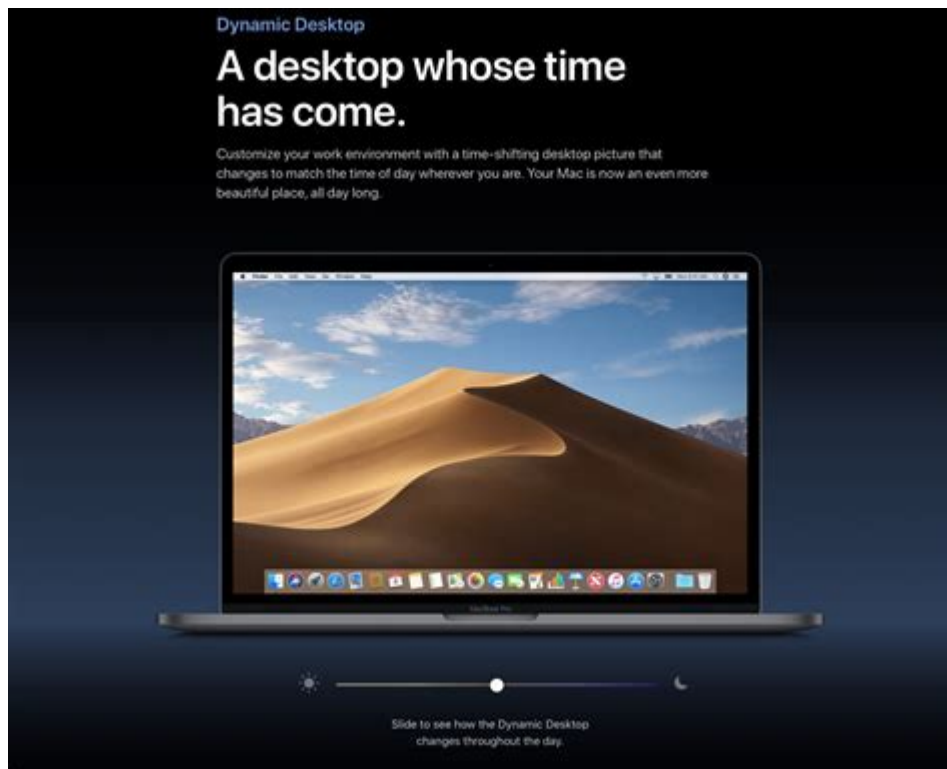 Dynamic Desktop
A desktop whose time
has come.
Customize your work environment with a time-shifting desktop picture that
changes to match the time of day wherever you are. Your Mac is now an even more
beautiful place, all day long.
MacBook Pro
Slide to see how the Dynamic Desktop
changes throughout the day.